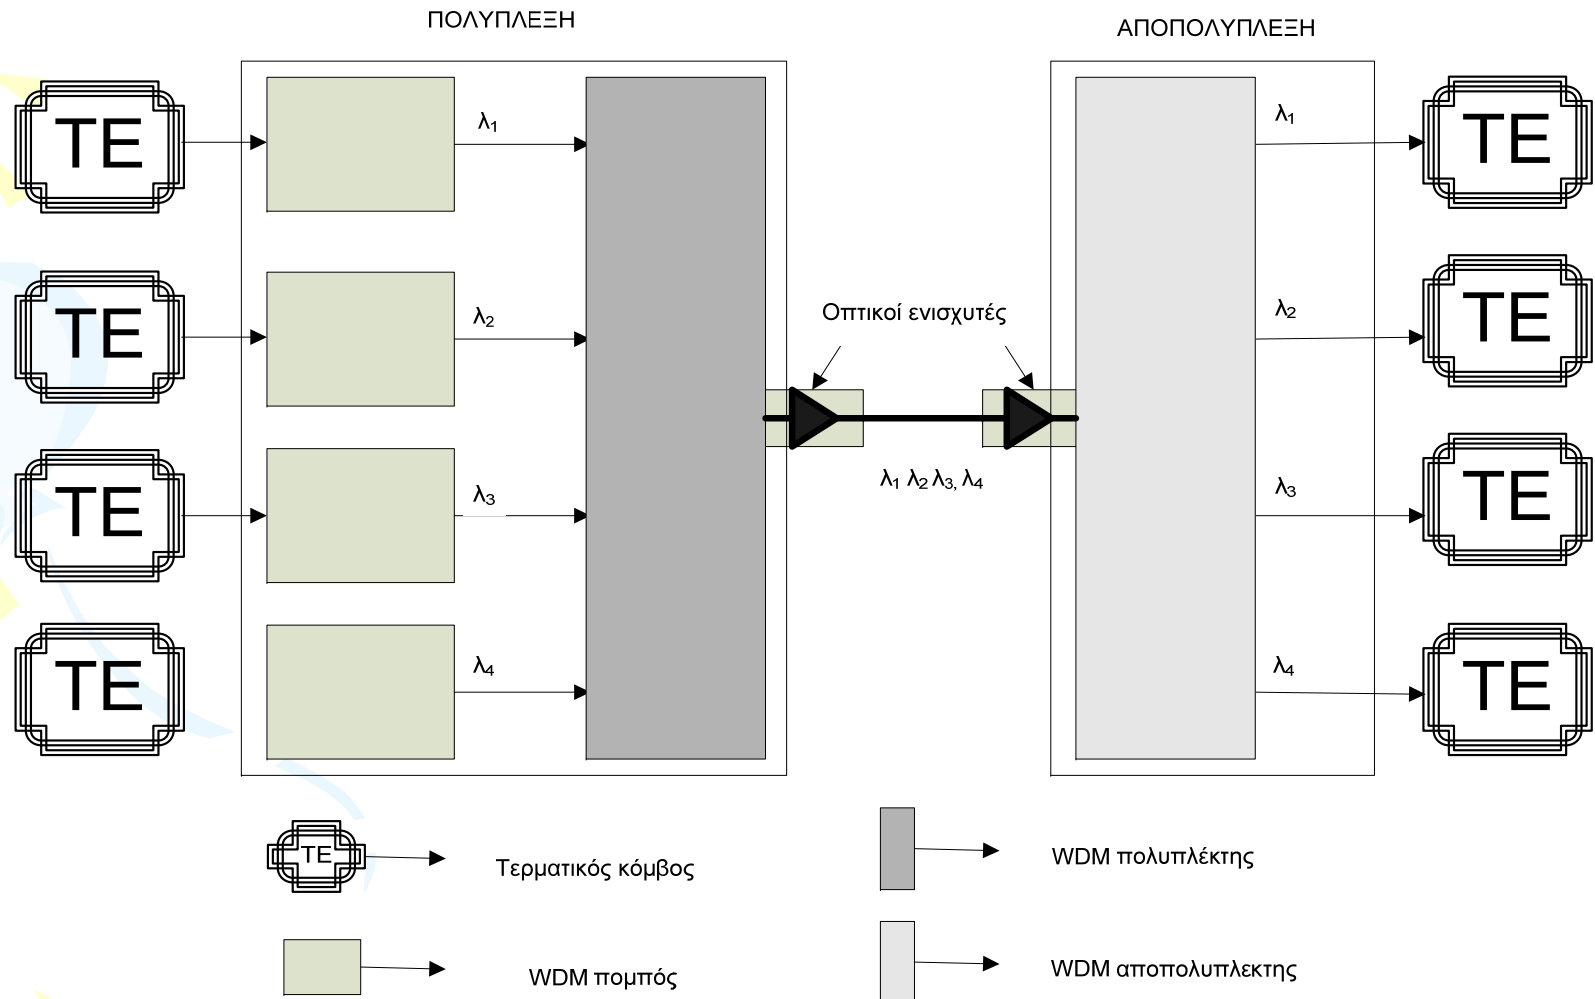 ΠΟΛΥΠΛΕΞΗ
ΑΠΟΠΟΛΥΠΛΕΞΗ
TE
λ₁
λ₁
TE
TE
λ₂
Οπτικοί ενισχυτές
λ₂
TE
TE
λ₃
λ₁ λ₂ λ₃, λ₄
λ₃
TE
TE
λ₄
λ₄
TE
TE
Τερματικός κόμβος
WDM πολυπλέκτης
WDM πομπός
WDM αποπολυπλεκτης